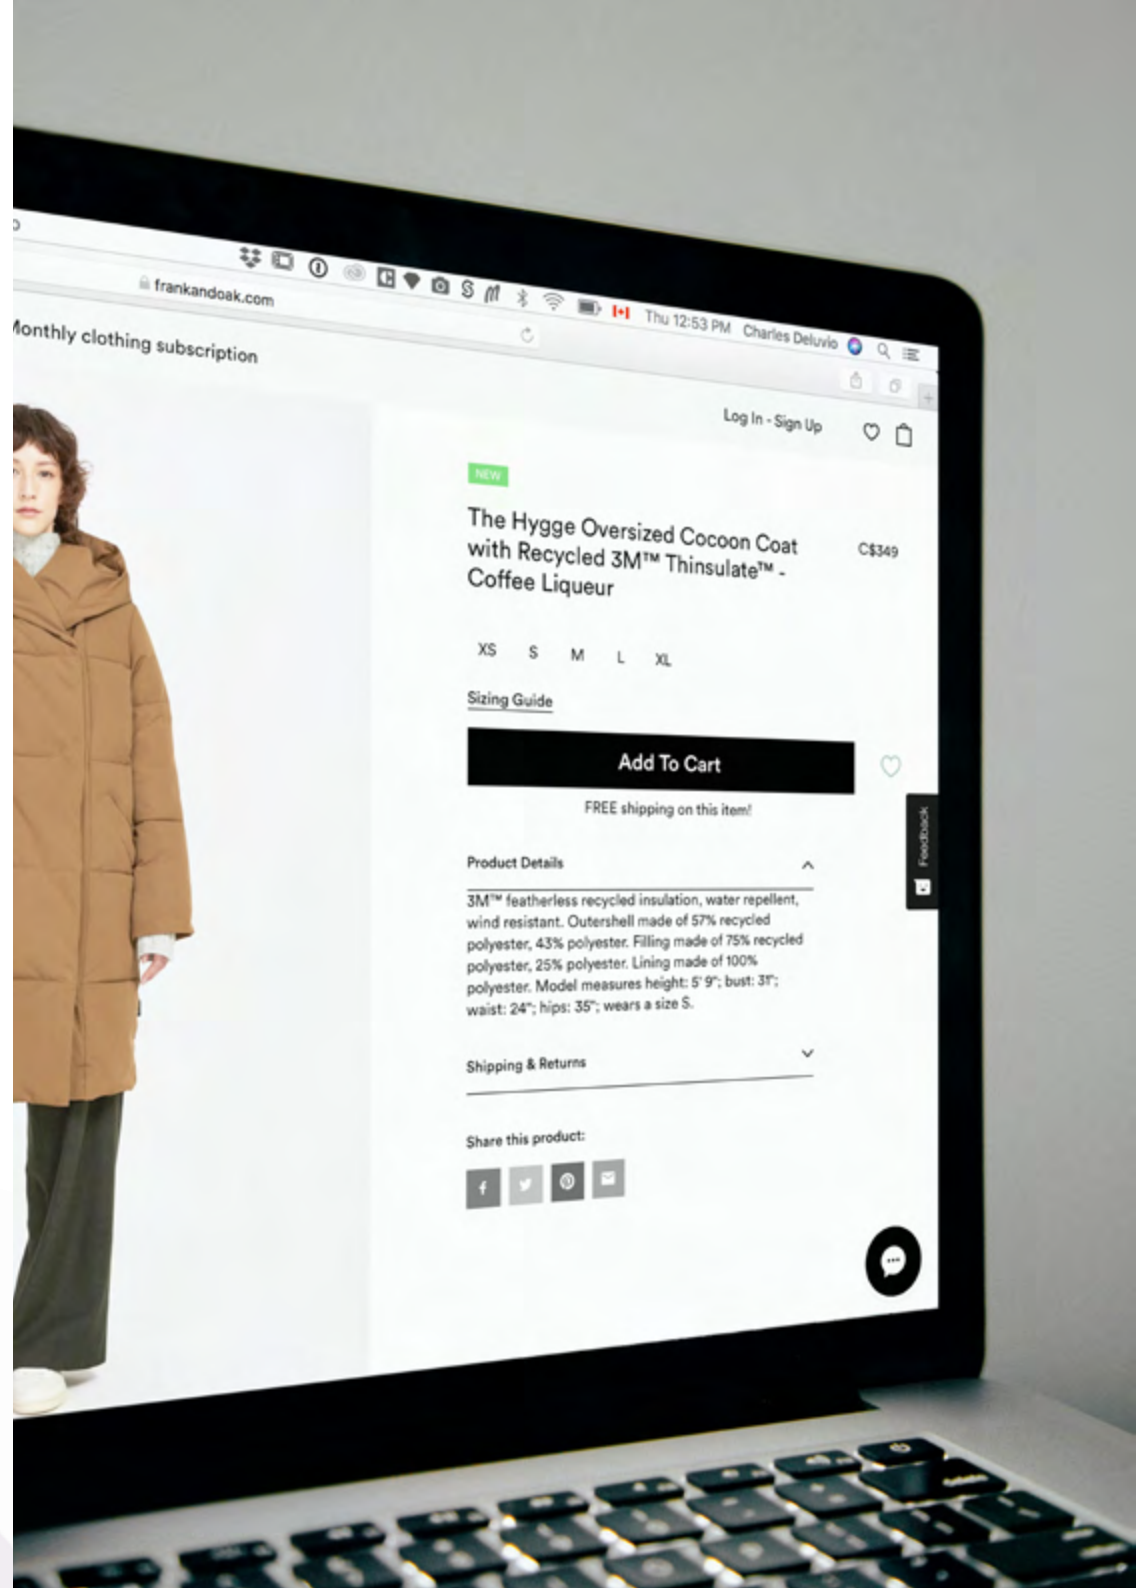 frankandoak.com
Thu 12:53 PM Charles Deluvio
Monthly clothing subscription
Log In - Sign Up
NEW
The Hygge Oversized Cocoon Coat
with Recycled 3M™ Thinsulate™ -
Coffee Liqueur
C$349
XS S M L XL
Sizing Guide
Add To Cart
FREE shipping on this item!
Feedback
Product Details
3M™ featherless recycled insulation, water repellent,
wind resistant. Outershell made of 57% recycled
polyester, 43% polyester. Filling made of 75% recycled
polyester, 25% polyester. Lining made of 100%
polyester. Model measures height: 5' 9"; bust: 31";
waist: 24"; hips: 35"; wears a size S.
Shipping & Returns
Share this product: